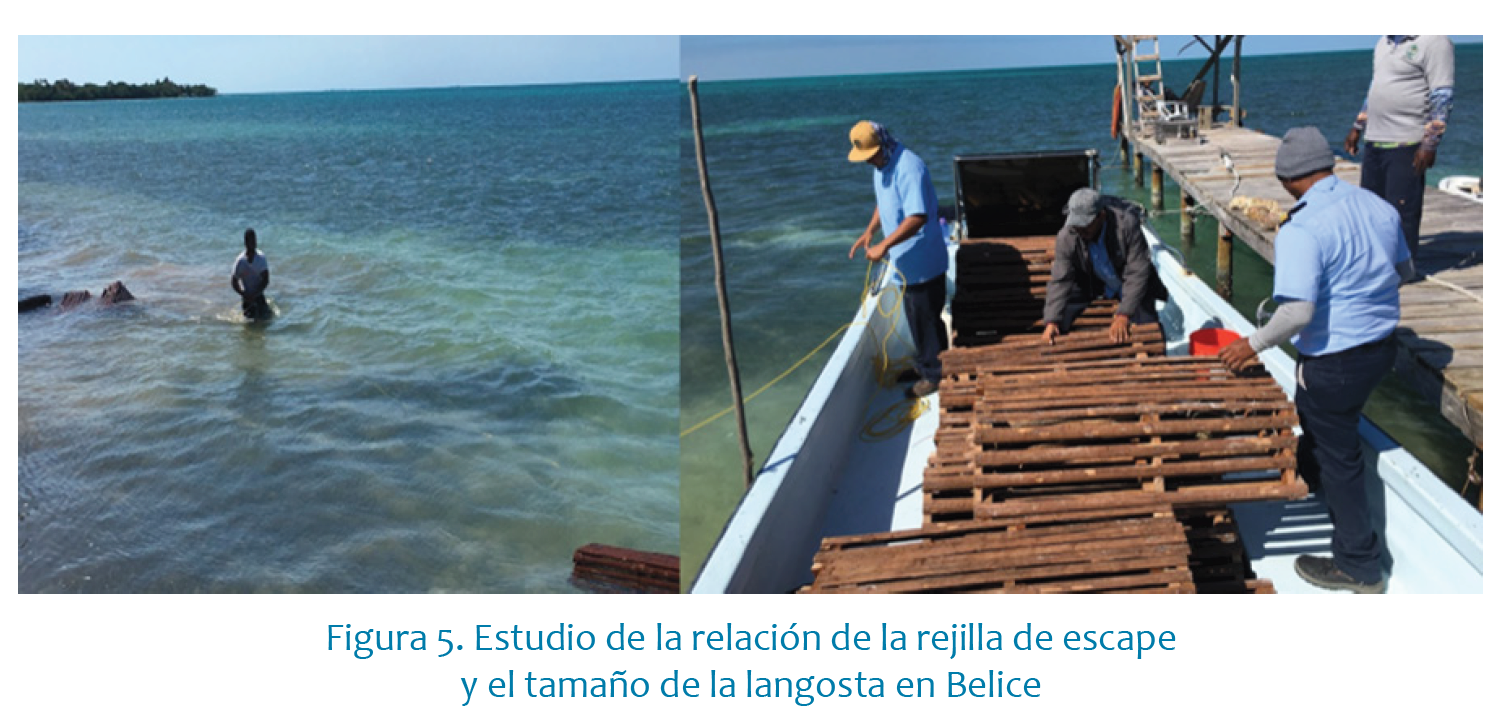 Figura 5. Estudio de la relación de la rejilla de escape
y el tamaño de la langosta en Belice